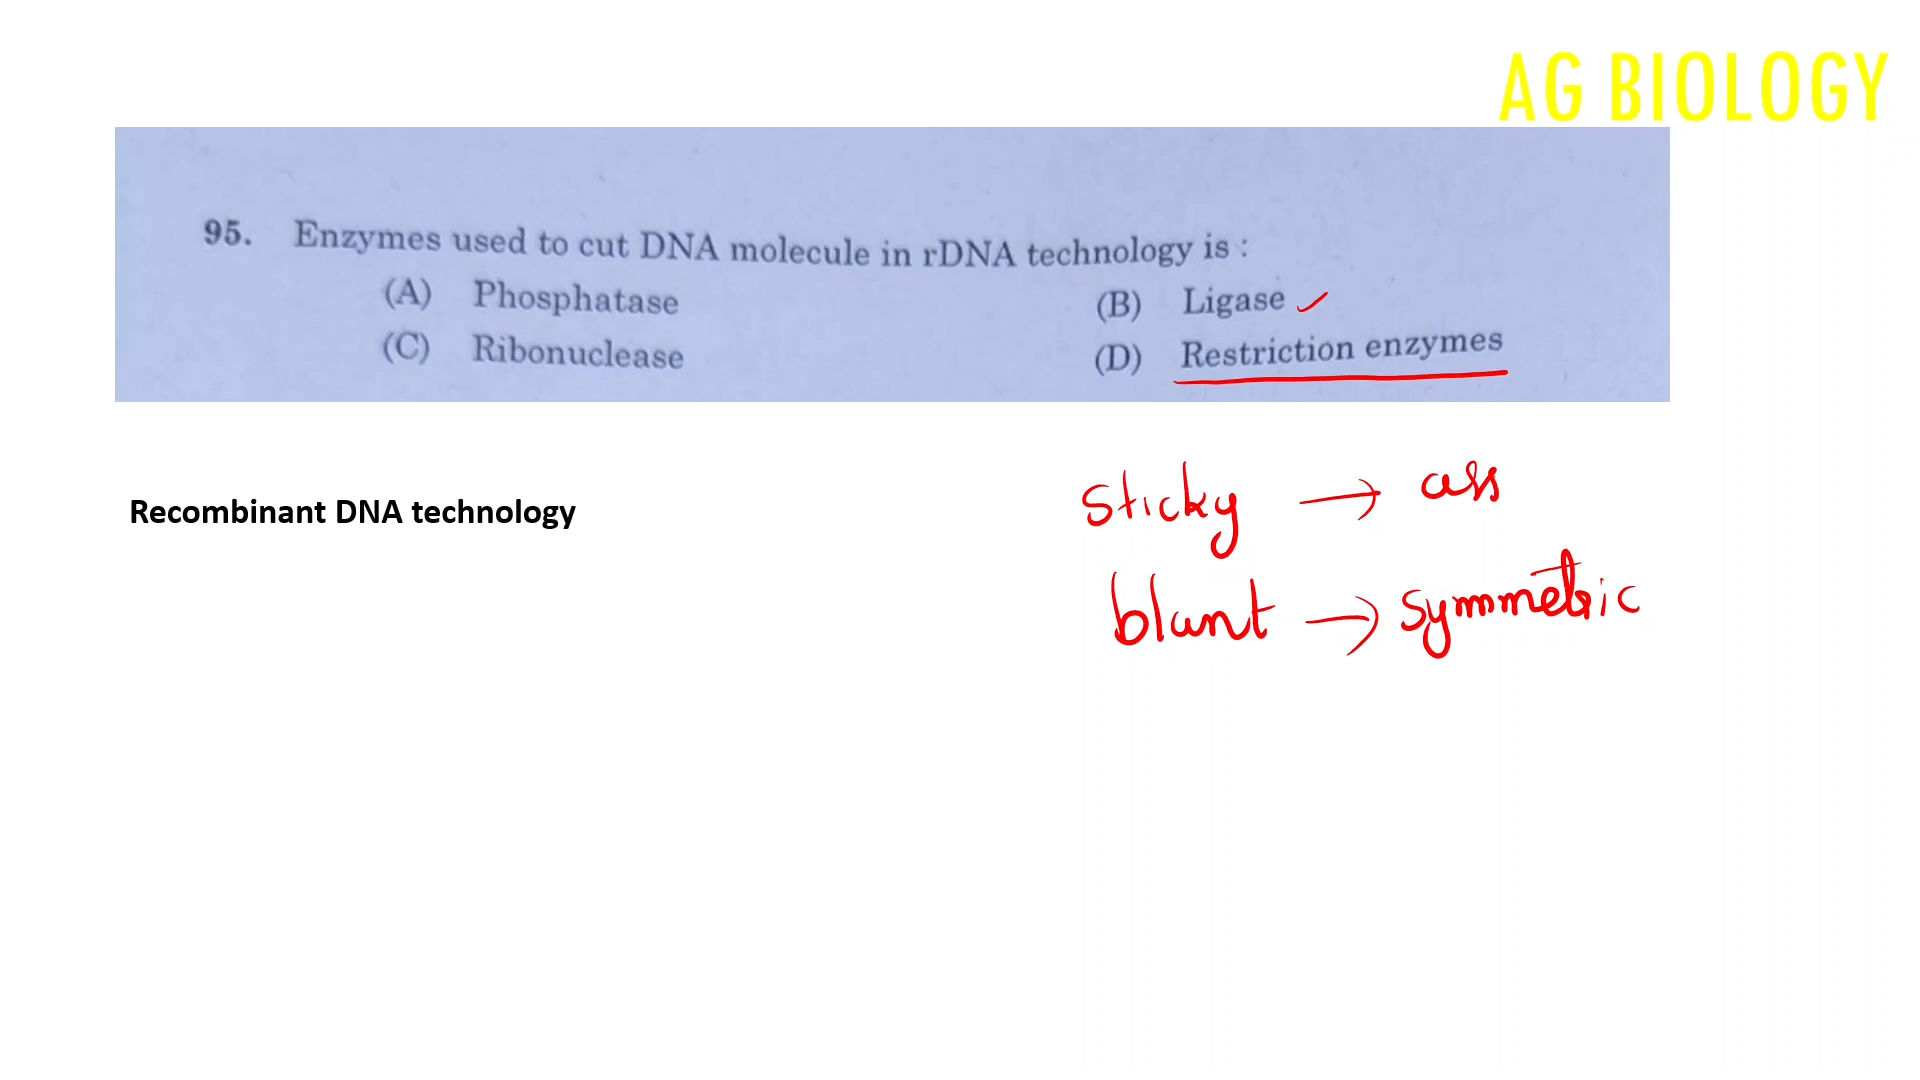 AG BIOLOGY
95. Enzymes used to cut DNA molecule in rDNA technology is :
(A) Phosphatase (B) Ligase
(C) Ribonuclease (D) Restriction enzymes
Recombinant DNA technology
sticky →
blunt → symmetric